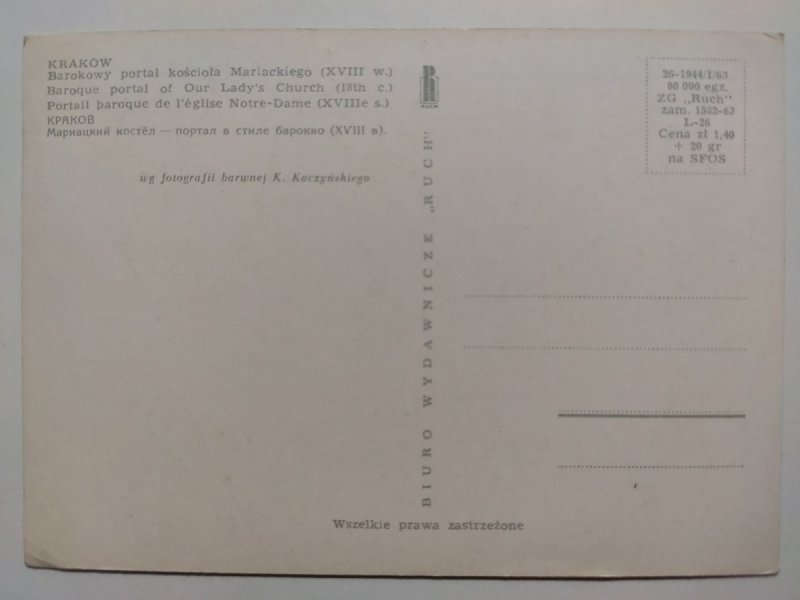 KRAKÓW
Barokowy portal kościoła Mariackiego (XVIII w.)
Baroque portal of Our Lady's Church (18th c.)
Portail baroque de l'église Notre-Dame (XVIIIe s.)
КРАКОВ
Мариацкий костёл — портал в стиле барокко (XVIII в).
wg fotografii barwnej K. Kaczyńskiego
R
RUCH
BIURO WYDAWNICZE „RUCH"
26-1944/I/65
80 000 egz.
ZG „Ruch"
zam. 1582-63
L-26
Cena zł 1,40
+ 20 gr
na SFOS
Wszelkie prawa zastrzeżone